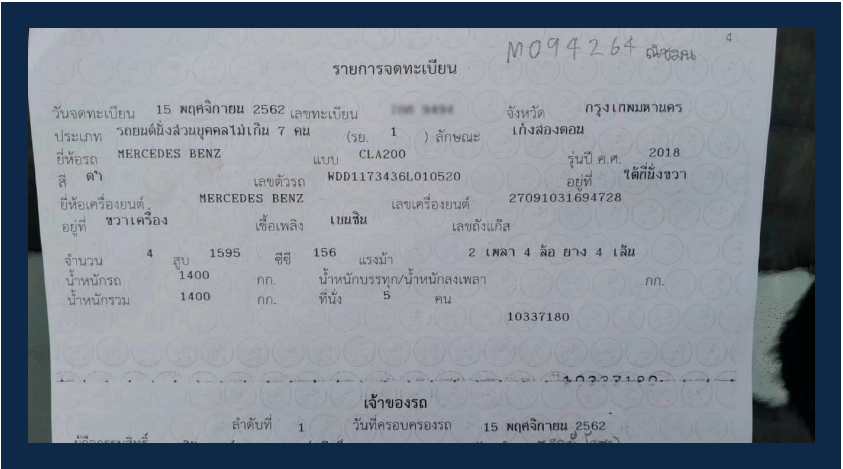 4
M094264 ณิชมน
รายการจดทะเบียน
วันจดทะเบียน 15 พฤศจิกายน 2562 เลขทะเบียน จังหวัด กรุงเทพมหานคร
ประเภท รถยนต์นั่งส่วนบุคคลไม่เกิน 7 คน (รย. 1 ) ลักษณะ เก๋งสองตอน
ยี่ห้อรถ MERCEDES BENZ แบบ CLA200 รุ่นปี ค.ศ. 2018
สี ดำ เลขตัวรถ WDD1173436L010520 อยู่ที่ ใต้ที่นั่งขวา
ยี่ห้อเครื่องยนต์ MERCEDES BENZ เลขเครื่องยนต์ 27091031694728
อยู่ที่ ขวาเครื่อง เชื้อเพลิง เบนซิน เลขถังแก๊ส
จำนวน 4 สูบ 1595 ซีซี 156 แรงม้า 2 เพลา 4 ล้อ ยาง 4 เส้น
น้ำหนักรถ 1400 กก. น้ำหนักบรรทุก/น้ำหนักลงเพลา กก.
น้ำหนักรวม 1400 กก. ที่นั่ง 5 คน
10337180
10337180
เจ้าของรถ
ลำดับที่ 1 วันที่ครอบครองรถ 15 พฤศจิกายน 2562
ผู้ถือกรรมสิทธิ์